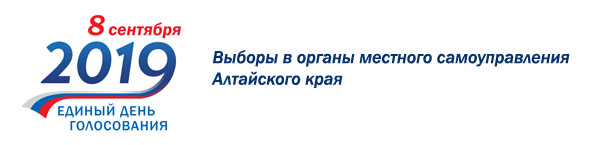 8 сентября
2019
ЕДИНЫЙ ДЕНЬ
ГОЛОСОВАНИЯ
Выборы в органы местного самоуправления
Алтайского края